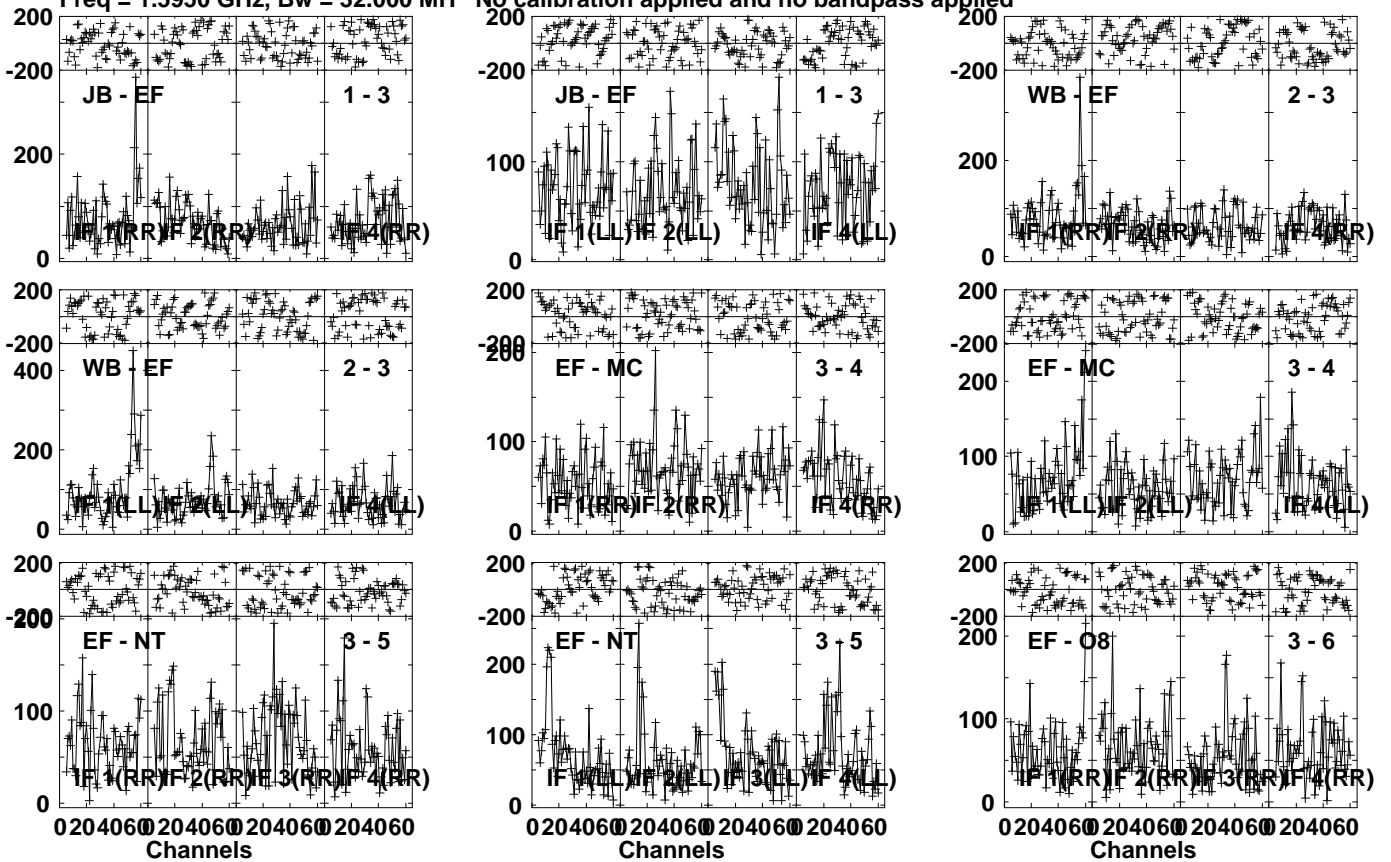 Freq = 1.5950 GHz, Bw = 32.000 MH No calibration applied and no bandpass applied
200
-200
JB - EF 1 - 3
200
0
IF 1(RR) IF 2(RR) IF 4(RR)
200
-200
JB - EF 1 - 3
100
0
IF 1(LL) IF 2(LL) IF 4(LL)
200
-200
WB - EF 2 - 3
200
0
IF 1(RR) IF 2(RR) IF 4(RR)
200
-200
WB - EF 2 - 3
400
200
0
IF 1(LL) IF 2(LL) IF 4(LL)
200
-200
200
EF - MC 3 - 4
100
0
IF 1(RR) IF 2(RR) IF 4(RR)
200
-200
EF - MC 3 - 4
200
100
0
IF 1(LL) IF 2(LL) IF 4(LL)
200
-200
200
EF - NT 3 - 5
100
0
IF 1(RR) IF 2(RR) IF 3(RR) IF 4(RR)
0 20 40 60 0 20 40 60 0 20 40 60 0 20 40 60
Channels
200
-200
EF - NT 3 - 5
200
100
0
IF 1(LL) IF 2(LL) IF 3(LL) IF 4(LL)
0 20 40 60 0 20 40 60 0 20 40 60 0 20 40 60
Channels
200
-200
EF - O8 3 - 6
200
100
0
IF 1(RR) IF 2(RR) IF 3(RR) IF 4(RR)
0 20 40 60 0 20 40 60 0 20 40 60 0 20 40 60
Channels